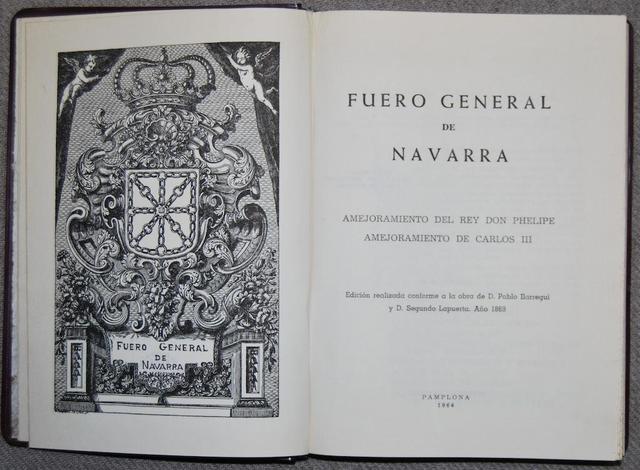 FUERO GENERAL
DE
NAVARRA
FUERO GENERAL
DE
NAVARRA
AMEJORAMIENTO DEL REY DON PHELIPE
AMEJORAMIENTO DE CARLOS III
Edición realizada conforme a la obra de D. Pablo Ilarregui
y D. Segundo Lapuerta. Año 1869
PAMPLONA
1964